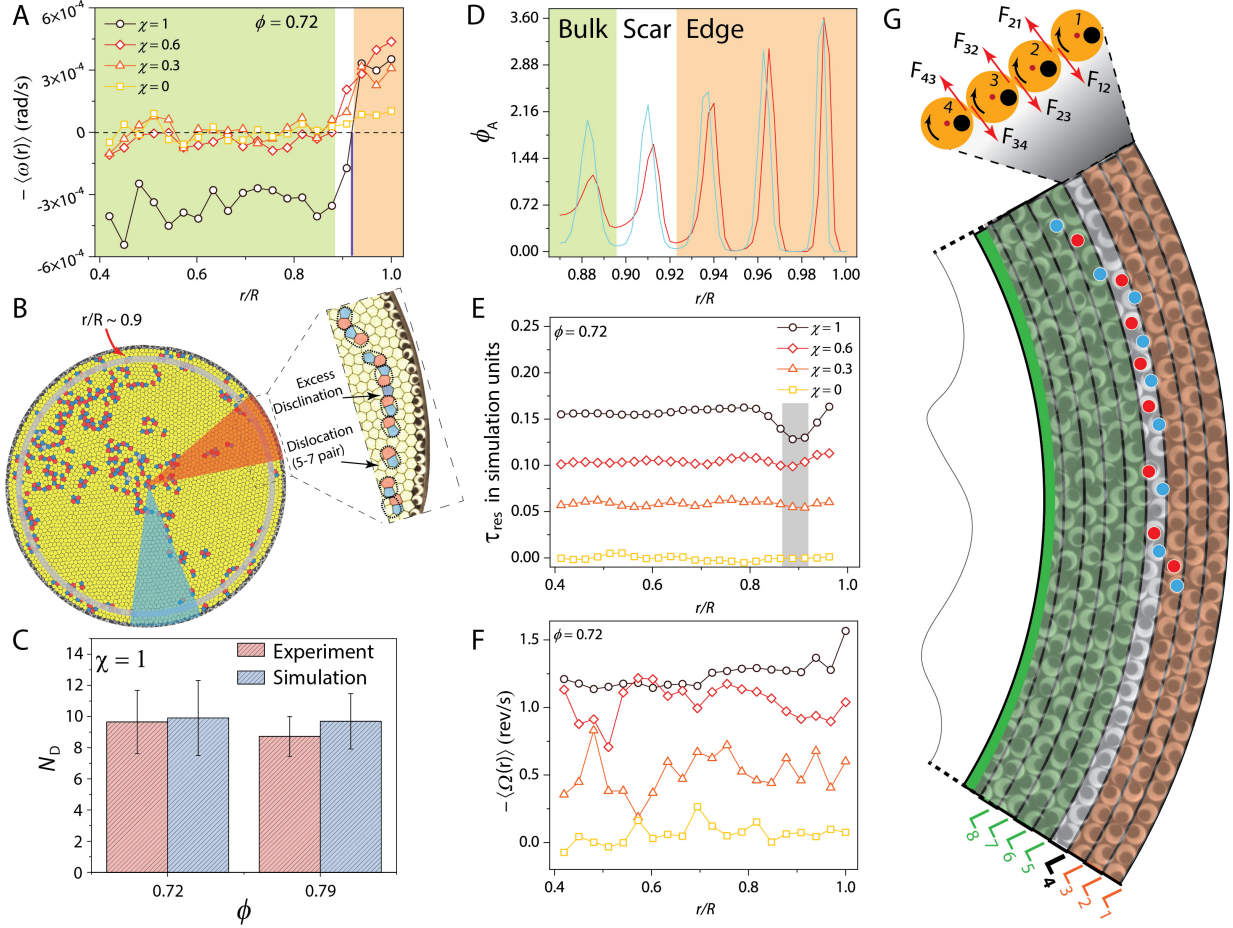 A
6×10⁻⁴
3×10⁻⁴
0
-3×10⁻⁴
-6×10⁻⁴
− ⟨ω(r)⟩ (rad/s)
χ = 1
χ = 0.6
χ = 0.3
χ = 0
ϕ = 0.72
0.4
0.6
0.8
1.0
r/R
B
r/R ~ 0.9
Excess
Disclination
Dislocation
(5-7 pair)
C
χ = 1
Experiment
Simulation
14
12
10
8
6
4
2
0
N_D
0.72
0.79
ϕ
D
Bulk
Scar
Edge
3.60
2.88
2.16
1.44
0.72
0.00
ϕ_A
0.88
0.90
0.92
0.94
0.96
0.98
1.00
r/R
E
ϕ = 0.72
χ = 1
χ = 0.6
χ = 0.3
χ = 0
0.25
0.20
0.15
0.10
0.05
0.00
τ_res in simulation units
0.4
0.6
0.8
1.0
r/R
F
ϕ = 0.72
1.5
1.0
0.5
0.0
−⟨Ω(r)⟩ (rev/s)
0.4
0.6
0.8
1.0
r/R
G
F₂₁
1
F₃₂
2
F₁₂
F₄₃
3
F₂₃
4
F₃₄
L8
L7
L6
L5
L4
L3
L2
L1